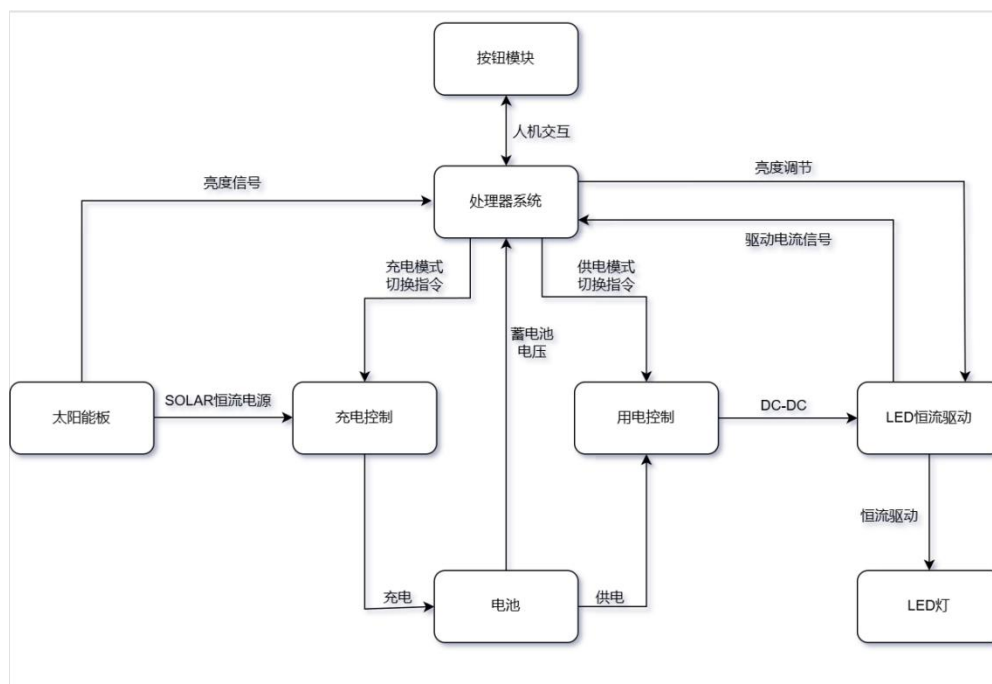 按钮模块
人机交互
亮度信号
处理器系统
亮度调节
驱动电流信号
充电模式
切换指令
供电模式
切换指令
蓄电池
电压
太阳能板
SOLAR恒流电源
充电控制
用电控制
DC-DC
LED恒流驱动
恒流驱动
充电
电池
供电
LED灯